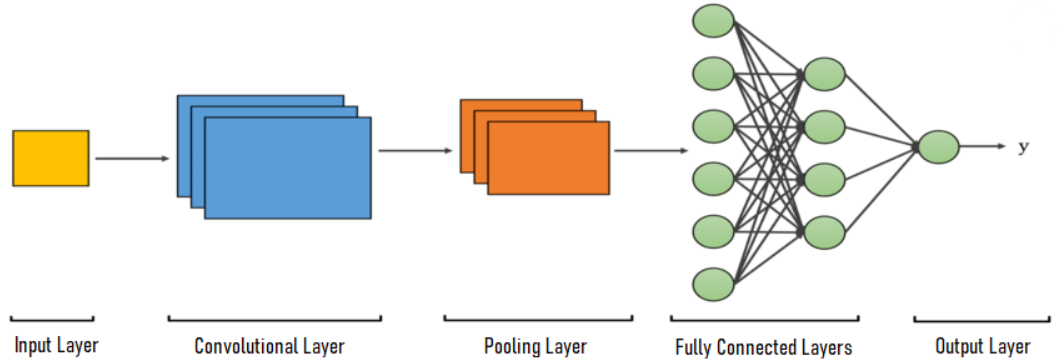 y
Input Layer
Convolutional Layer
Pooling Layer
Fully Connected Layers
Output Layer